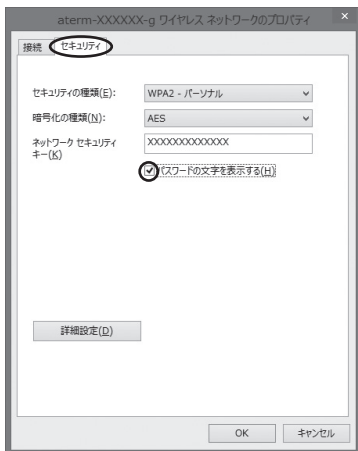 aterm-XXXXXX-g ワイヤレス ネットワークのプロパティ
接続 セキュリティ
セキュリティの種類(E): WPA2 - パーソナル
暗号化の種類(N): AES
ネットワーク セキュリティ XXXXXXXXXXXXX
キー(K)
パスワードの文字を表示する(H)
詳細設定(D)
OK キャンセル